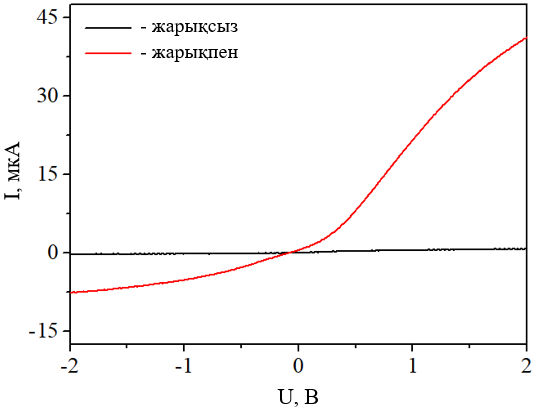 - жарықсыз
- жарықпен
I, мкА
45
30
15
0
-15
-2
-1
0
1
2
U, В